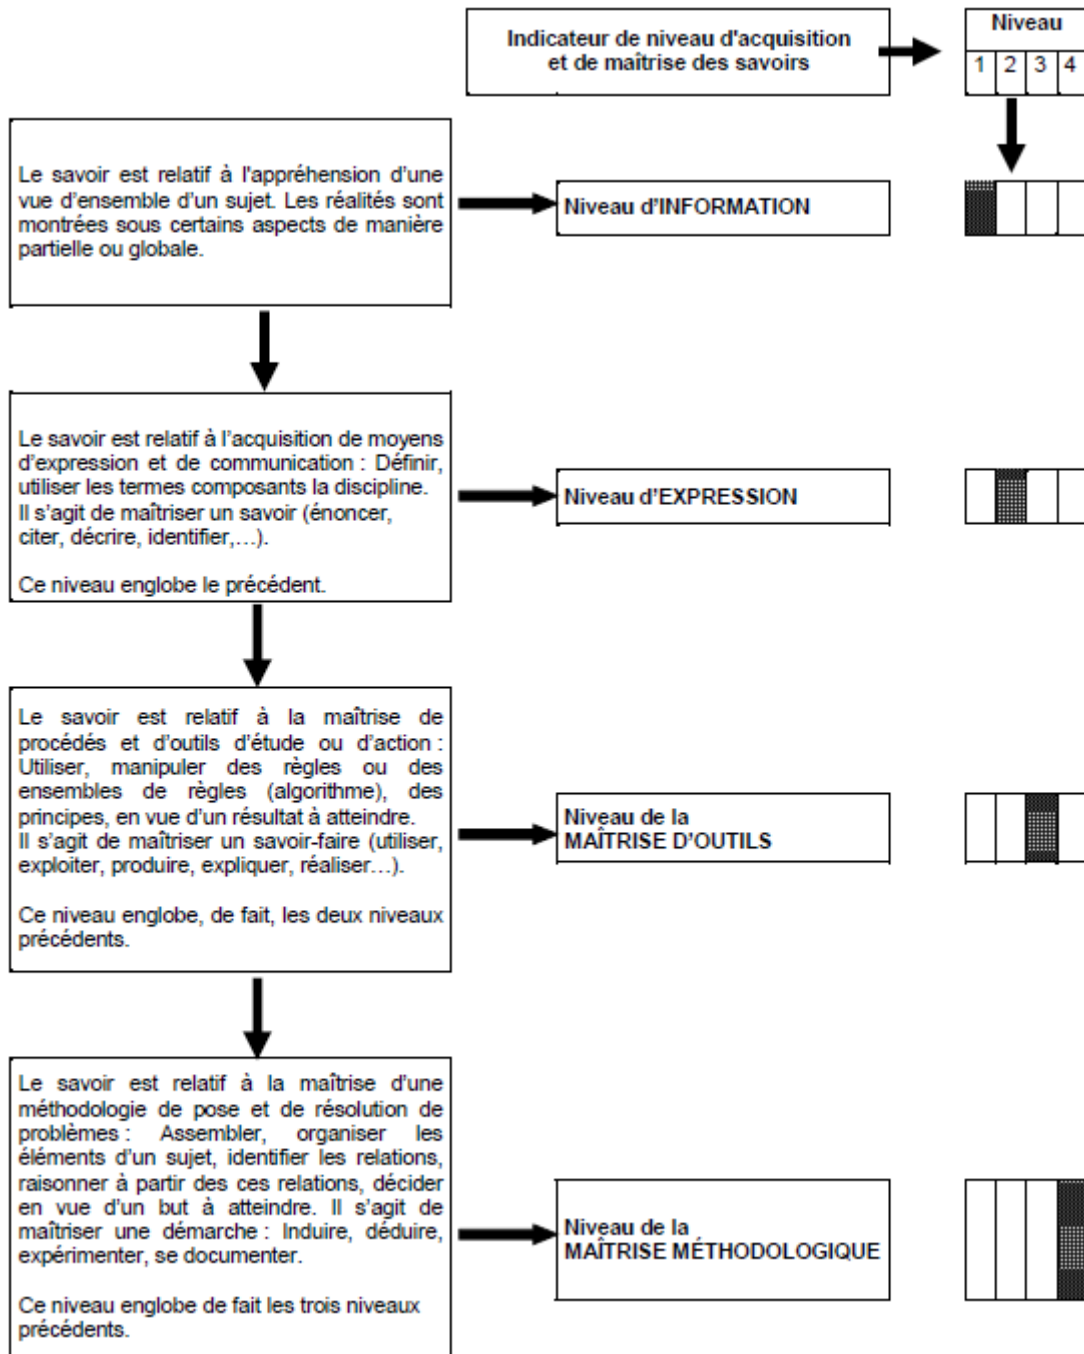 Indicateur de niveau d'acquisition
et de maîtrise des savoirs
Niveau
1 2 3 4
Le savoir est relatif à l'appréhension d'une
vue d'ensemble d'un sujet. Les réalités sont
montrées sous certains aspects de manière
partielle ou globale.
Niveau d'INFORMATION
Le savoir est relatif à l'acquisition de moyens
d'expression et de communication : Définir,
utiliser les termes composants la discipline.
Il s'agit de maîtriser un savoir (énoncer,
citer, décrire, identifier,…).
Ce niveau englobe le précédent.
Niveau d'EXPRESSION
Le savoir est relatif à la maîtrise de
procédés et d'outils d'étude ou d'action :
Utiliser, manipuler des règles ou des
ensembles de règles (algorithme), des
principes, en vue d'un résultat à atteindre.
Il s'agit de maîtriser un savoir-faire (utiliser,
exploiter, produire, expliquer, réaliser…).
Ce niveau englobe, de fait, les deux niveaux
précédents.
Niveau de la
MAÎTRISE D'OUTILS
Le savoir est relatif à la maîtrise d'une
méthodologie de pose et de résolution de
problèmes : Assembler, organiser les
éléments d'un sujet, identifier les relations,
raisonner à partir des ces relations, décider
en vue d'un but à atteindre. Il s'agit de
maîtriser une démarche : Induire, déduire,
expérimenter, se documenter.
Ce niveau englobe de fait les trois niveaux
précédents.
Niveau de la
MAÎTRISE MÉTHODOLOGIQUE